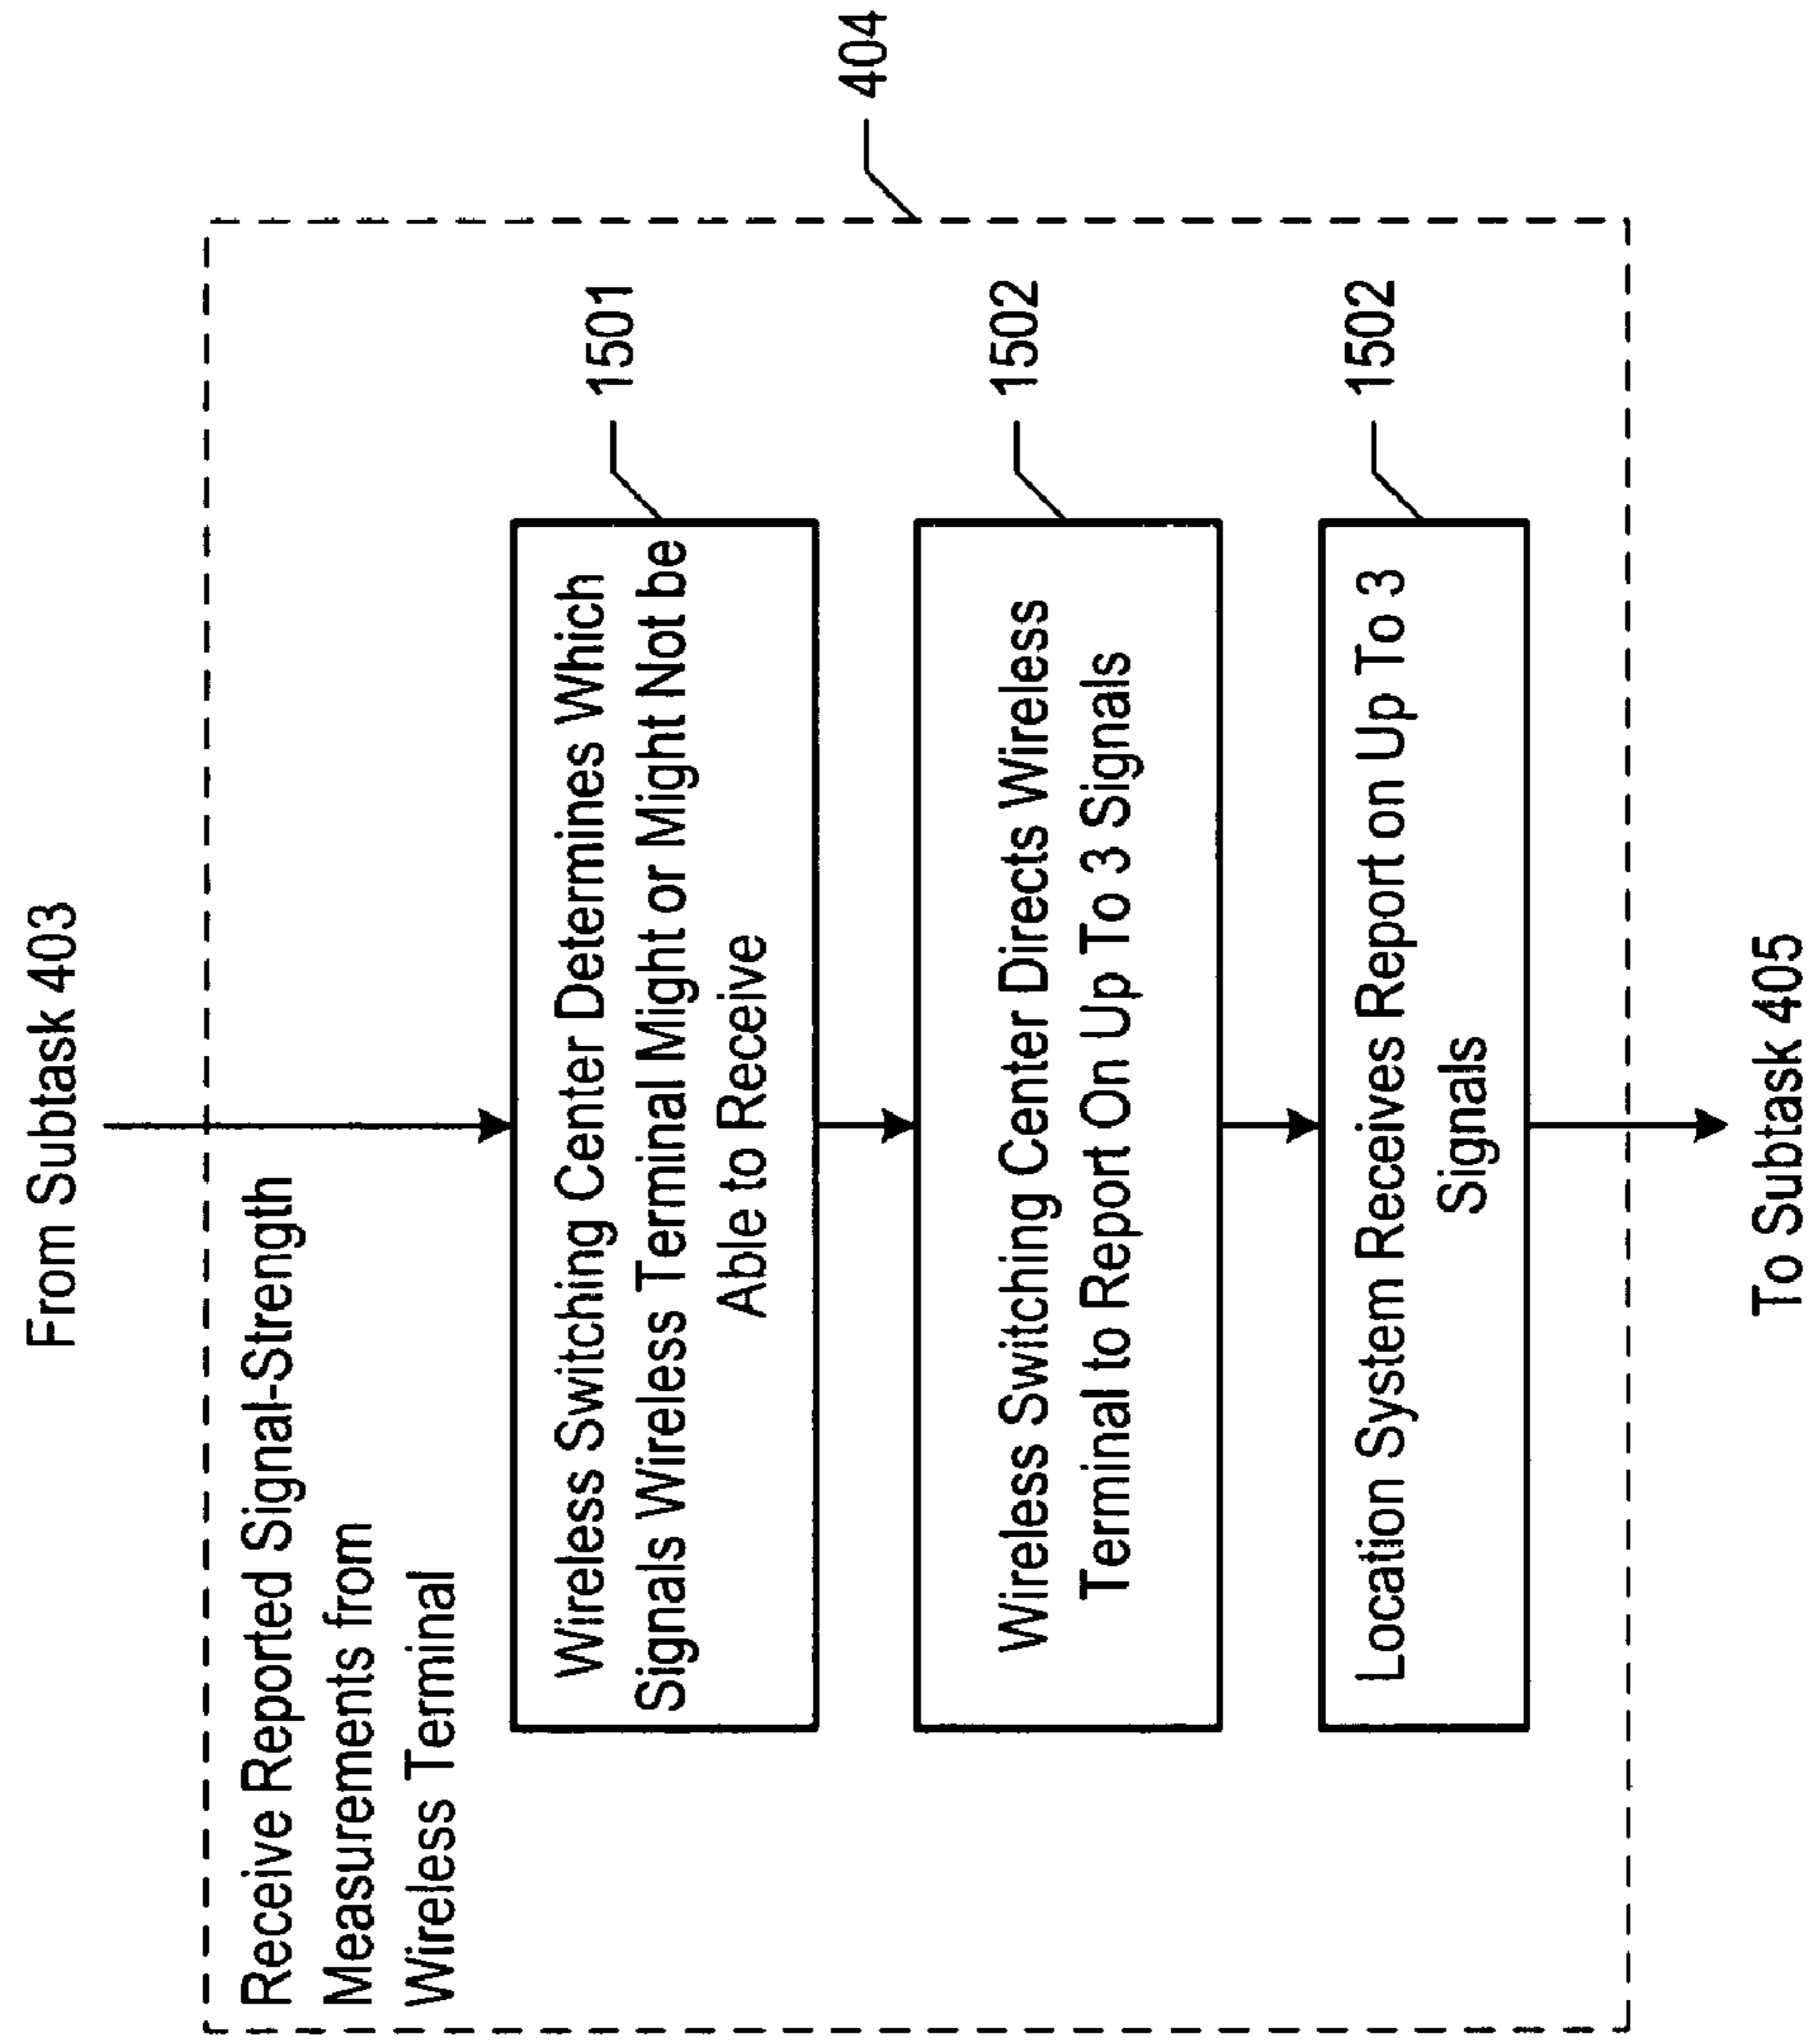 From Subtask 403
Receive Reported Signal-Strength
Measurements from
Wireless Terminal
404
Wireless Switching Center Determines Which
Signals Wireless Terminal Might or Might Not be
Able to Receive
1501
Wireless Switching Center Directs Wireless
Terminal to Report On Up To 3 Signals
1502
Location System Receives Report on Up To 3
Signals
1502
To Subtask 405